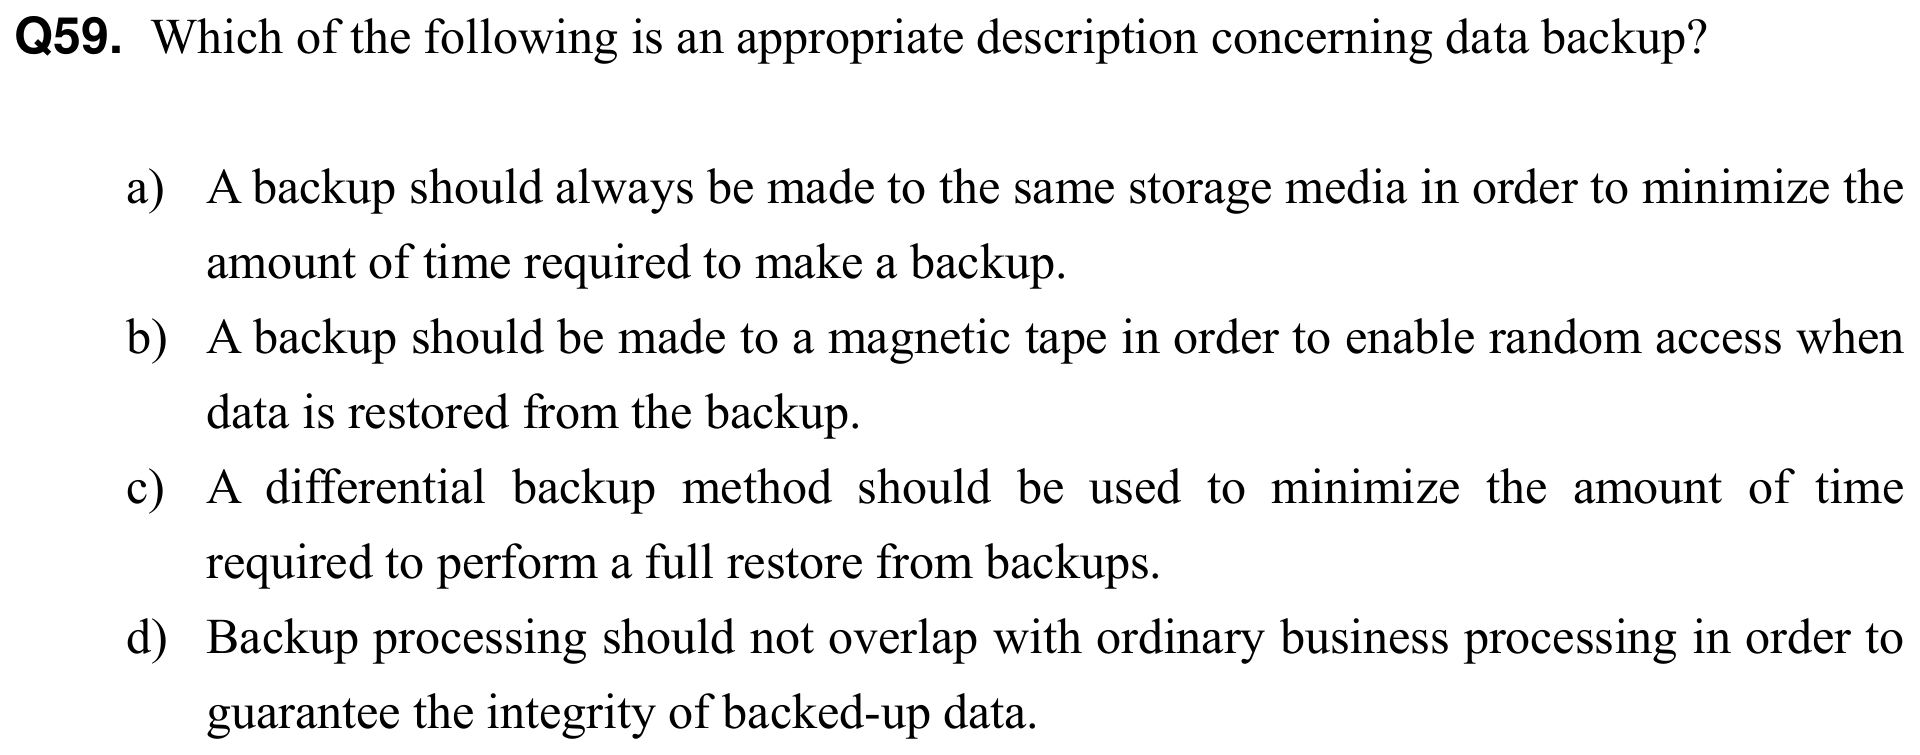 Q59. Which of the following is an appropriate description concerning data backup?
a) A backup should always be made to the same storage media in order to minimize the
amount of time required to make a backup.
b) A backup should be made to a magnetic tape in order to enable random access when
data is restored from the backup.
c) A differential backup method should be used to minimize the amount of time
required to perform a full restore from backups.
d) Backup processing should not overlap with ordinary business processing in order to
guarantee the integrity of backed-up data.